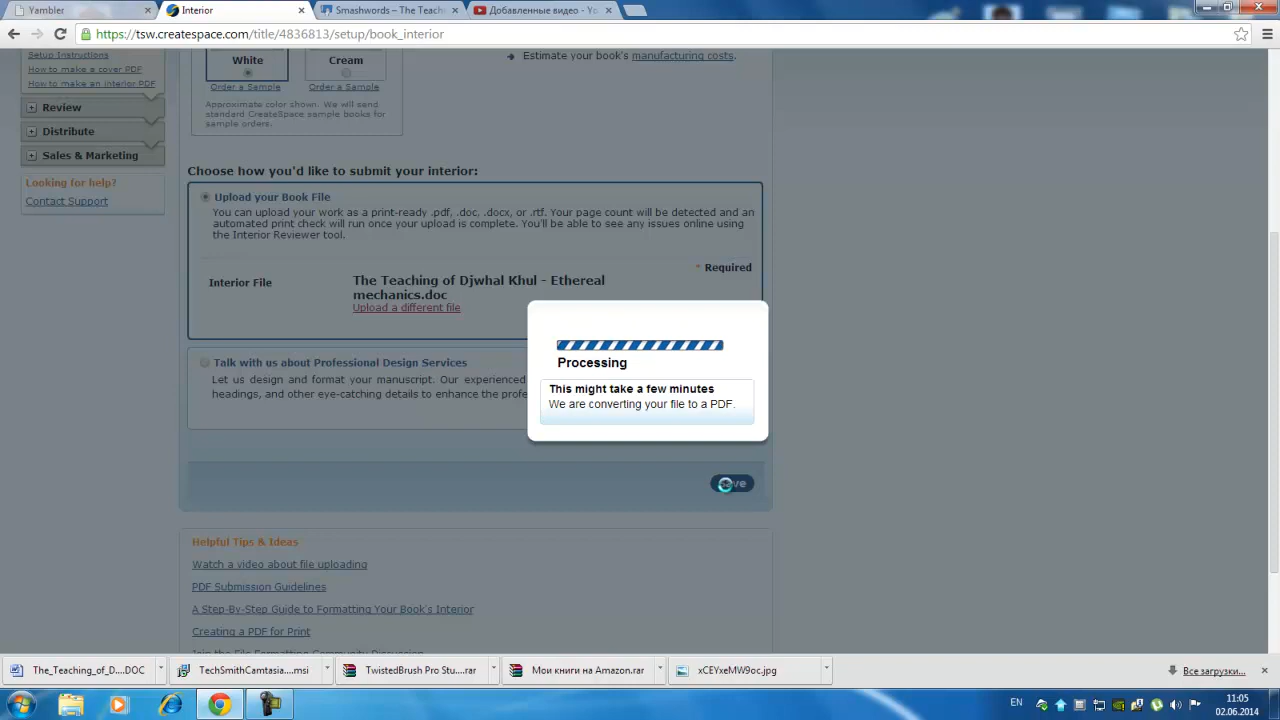 Yambler
Interior
Smashwords – The Teach
Добавленные видео - Yo
https://tsw.createspace.com/title/4836813/setup/book_interior
Setup Instructions
How to make a cover PDF
How to make an interior PDF
Review
Distribute
Sales & Marketing
Looking for help?
Contact Support
White
Cream
Order a Sample
Order a Sample
Approximate color shown. We will send
standard CreateSpace sample books for
sample orders.
Estimate your book's manufacturing costs.
Choose how you'd like to submit your interior:
Upload your Book File
You can upload your work as a print-ready .pdf, .doc, .docx, or .rtf. Your page count will be detected and an
automated print check will run once your upload is complete. You'll be able to see any issues online using
the Interior Reviewer tool.
* Required
Interior File
The Teaching of Djwhal Khul - Ethereal
mechanics.doc
Upload a different file
Talk with us about Professional Design Services
Let us design and format your manuscript. Our experienced
headings, and other eye-catching details to enhance the
Processing
This might take a few minutes
We are converting your file to a PDF.
Save
Helpful Tips & Ideas
Watch a video about file uploading
PDF Submission Guidelines
A Step-By-Step Guide to Formatting Your Book's Interior
Creating a PDF for Print
Join the File Formatting Community Discussion
The_Teaching_of_D....DOC
TechSmithCamtasia....msi
TwistedBrush Pro Stu....rar
Мои книги на Amazon.rar
xCEYxeMW9oc.jpg
Все загрузки...
EN
11:05
02.06.2014